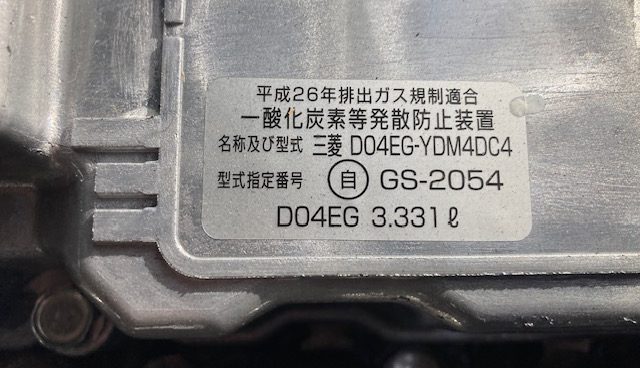 平成26年排出ガス規制適合
一酸化炭素等発散防止装置
名称及び型式 三菱 D04EG-YDM4DC4
型式指定番号 自 GS-2054
D04EG 3.331ℓ